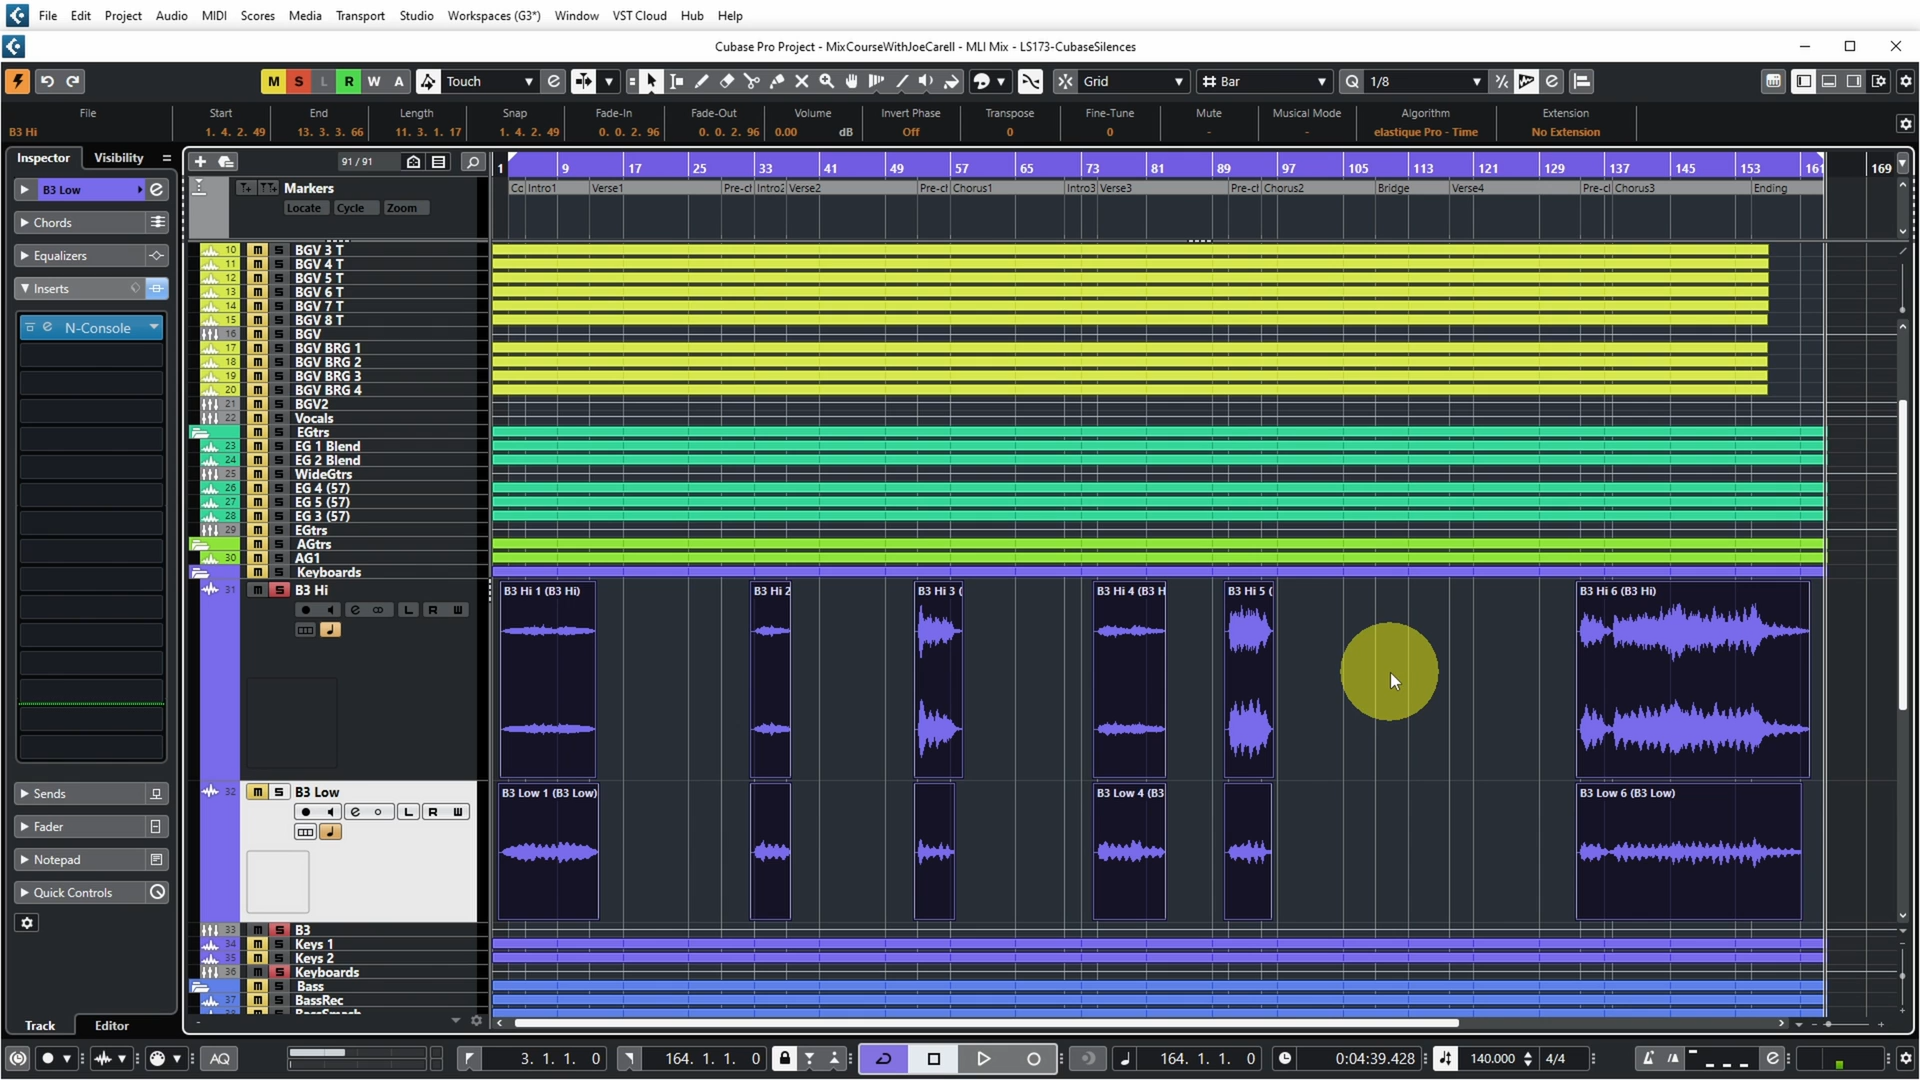 File Edit Project Audio MIDI Scores Media Transport Studio Workspaces (G3*) Window VST Cloud Hub Help
Cubase Pro Project - MixCourseWithJoeCarell - MLI Mix - LS173-CubaseSilences
M S L R W A Touch Grid Bar Q 1/8
File Start End Length Snap Fade-In Fade-Out Volume Invert Phase Transpose Fine-Tune Mute Musical Mode Algorithm Extension
B3 Hi 1. 4. 2. 49 13. 3. 3. 66 11. 3. 1. 17 1. 4. 2. 49 0. 0. 2. 96 0. 0. 2. 96 0.00 dB Off 0 0 - - elastique Pro - Time No Extension
Inspector Visibility 91 / 91 1 9 17 25 33 41 49 57 65 73 81 89 97 105 113 121 129 137 145 153 161 169
B3 Low Markers Intro1 Verse1 Verse2 Chorus1 Intro3 Verse3 Chorus2 Bridge Verse4 Chorus3 Ending
Locate Cycle Zoom
Chords
Equalizers
Inserts
N-Console
10 m S BGV 3 T
11 m S BGV 4 T
12 m S BGV 5 T
13 m S BGV 6 T
14 m S BGV 7 T
15 m S BGV 8 T
16 m S BGV
17 m S BGV BRG 1
18 m S BGV BRG 2
19 m S BGV BRG 3
20 m S BGV BRG 4
21 m S BGV2
22 m S Vocals
m S EGtrs
23 m S EG 1 Blend
24 m S EG 2 Blend
25 m S WideGtrs
26 m S EG 4 (57)
27 m S EG 5 (57)
28 m S EG 3 (57)
29 m S EGtrs
m S AGtrs
30 m S AG1
m S Keyboards
31 m S B3 Hi B3 Hi 1 (B3 Hi) B3 Hi 2 B3 Hi 3 ( B3 Hi 4 (B3 H B3 Hi 5 ( B3 Hi 6 (B3 Hi)
L R W
32 m S B3 Low B3 Low 1 (B3 Low) B3 Low 4 (B3 B3 Low 6 (B3 Low)
L R W
33 m S B3
34 m S Keys 1
35 m S Keys 2
36 m S Keyboards
m S Bass
37 m S BassRec
Sends
Fader
Notepad
Quick Controls
Track Editor
AQ 3. 1. 1. 0 164. 1. 1. 0 164. 1. 1. 0 0:04:39.428 140.000 4/4